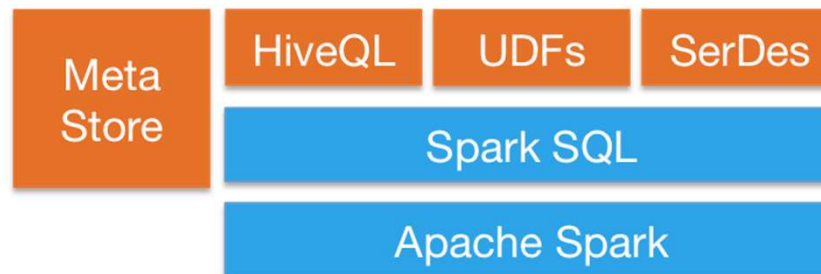 Meta
Store
HiveQL
UDFs
SerDes
Spark SQL
Apache Spark